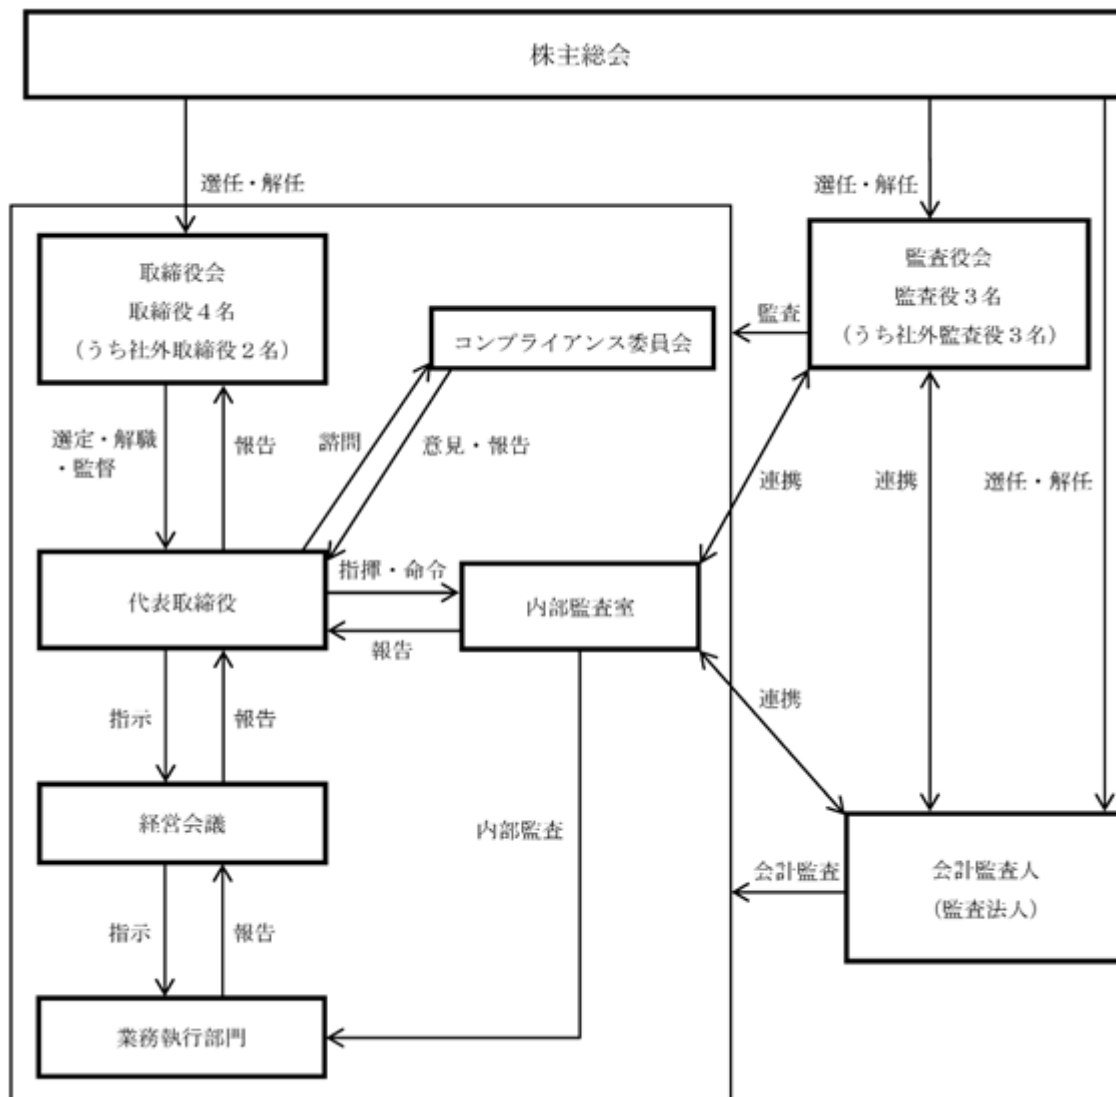 株主総会
選任・解任
選任・解任
取締役会
取締役４名
（うち社外取締役２名）
監査役会
監査役３名
（うち社外監査役３名）
監査
コンプライアンス委員会
選定・解職
・監督
報告
諮問
意見・報告
連携
連携
選任・解任
代表取締役
指揮・命令
報告
内部監査室
指示
報告
連携
経営会議
内部監査
会計監査
会計監査人
（監査法人）
指示
報告
業務執行部門